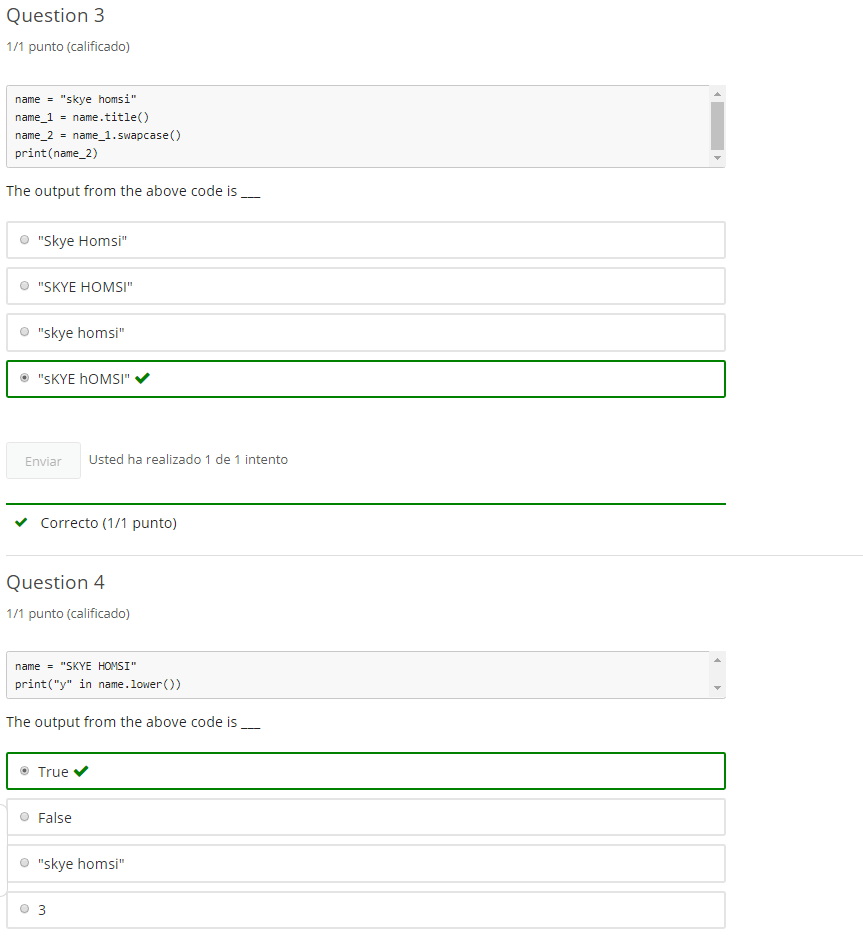 Question 3
1/1 punto (calificado)
name = "skye homsi"
name_1 = name.title()
name_2 = name_1.swapcase()
print(name_2)
The output from the above code is ___
"Skye Homsi"
"SKYE HOMSI"
"skye homsi"
"sKYE hOMSI"
Enviar Usted ha realizado 1 de 1 intento
Correcto (1/1 punto)
Question 4
1/1 punto (calificado)
name = "SKYE HOMSI"
print("y" in name.lower())
The output from the above code is ___
True
False
"skye homsi"
3